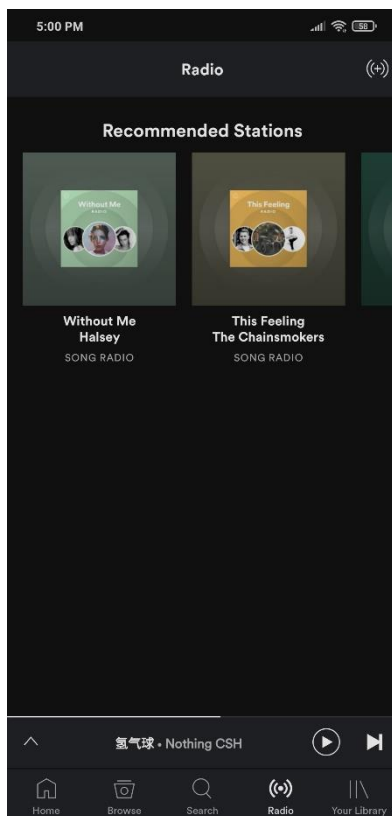 5:00 PM
58
Radio
Recommended Stations
Without Me
RADIO
This Feeling
RADIO
Without Me
Halsey
SONG RADIO
This Feeling
The Chainsmokers
SONG RADIO
氢气球 • Nothing CSH
Home
Browse
Search
Radio
Your Library